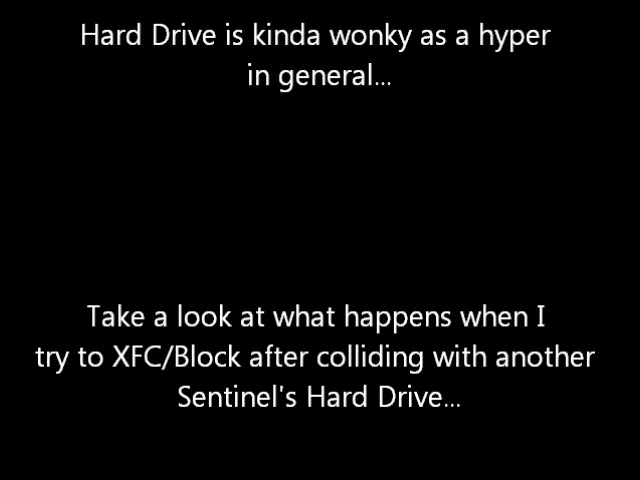 Hard Drive is kinda wonky as a hyper
in general...
Take a look at what happens when I
try to XFC/Block after colliding with another
Sentinel's Hard Drive...